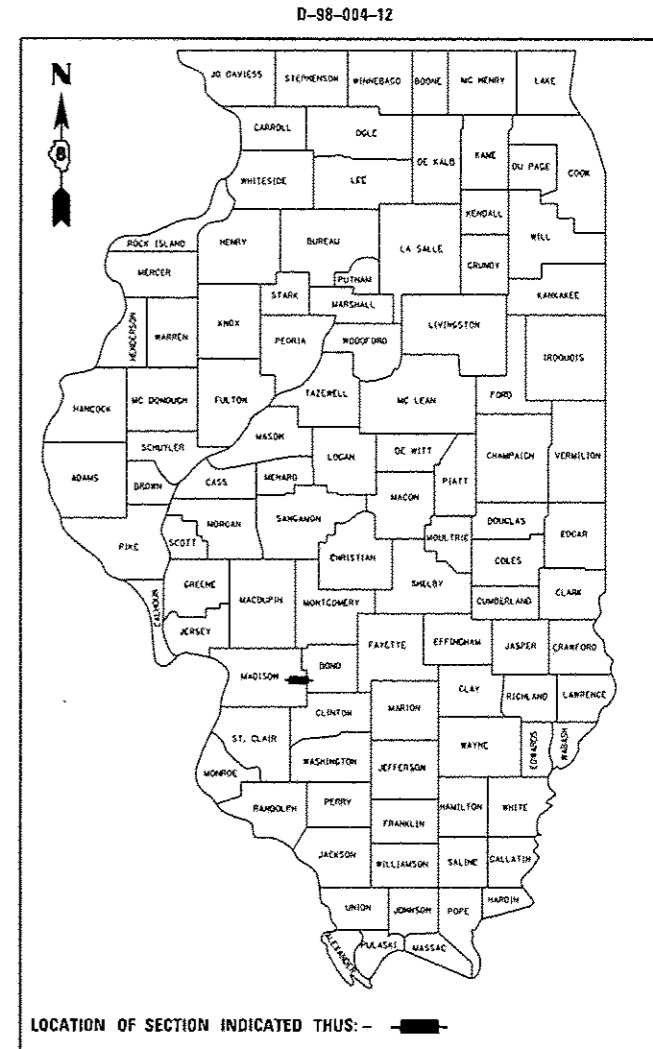 D-98-004-12
N
8
JO DAVIESS STEPHENSON WINNEBAGO BOONE MC HENRY LAKE
CARROLL OGLE DE KALB KANE DU PAGE COOK
WHITESIDE LEE
KENDALL WILL
ROCK ISLAND HENRY BUREAU LA SALLE
GRUNDY
MERCER PUTNAM
STARK MARSHALL KANKAKEE
HENDERSON WARREN KNOX PEORIA WOODFORD LIVINGSTON IROQUOIS
HANCOCK MC DONOUGH FULTON TAZEWELL MC LEAN FORD
MASON
SCHUYLER LOGAN DE WITT CHAMPAIGN VERMILION
ADAMS BROWN CASS MENARD MACON PIATT
MORGAN SANGAMON DOUGLAS EDGAR
PIKE SCOTT CHRISTIAN MOULTRIE COLES
GREENE MACOUPIN MONTGOMERY SHELBY CUMBERLAND CLARK
CALHOUN JERSEY
FAYETTE EFFINGHAM JASPER CRAWFORD
MADISON BOND
CLAY RICHLAND LAWRENCE
CLINTON MARION
ST. CLAIR WAYNE EDWARDS WABASH
WASHINGTON JEFFERSON
MONROE
RANDOLPH PERRY HAMILTON WHITE
FRANKLIN
JACKSON WILLIAMSON SALINE GALLATIN
UNION JOHNSON POPE HARDIN
ALEXANDER PULASKI MASSAC
LOCATION OF SECTION INDICATED THUS: -